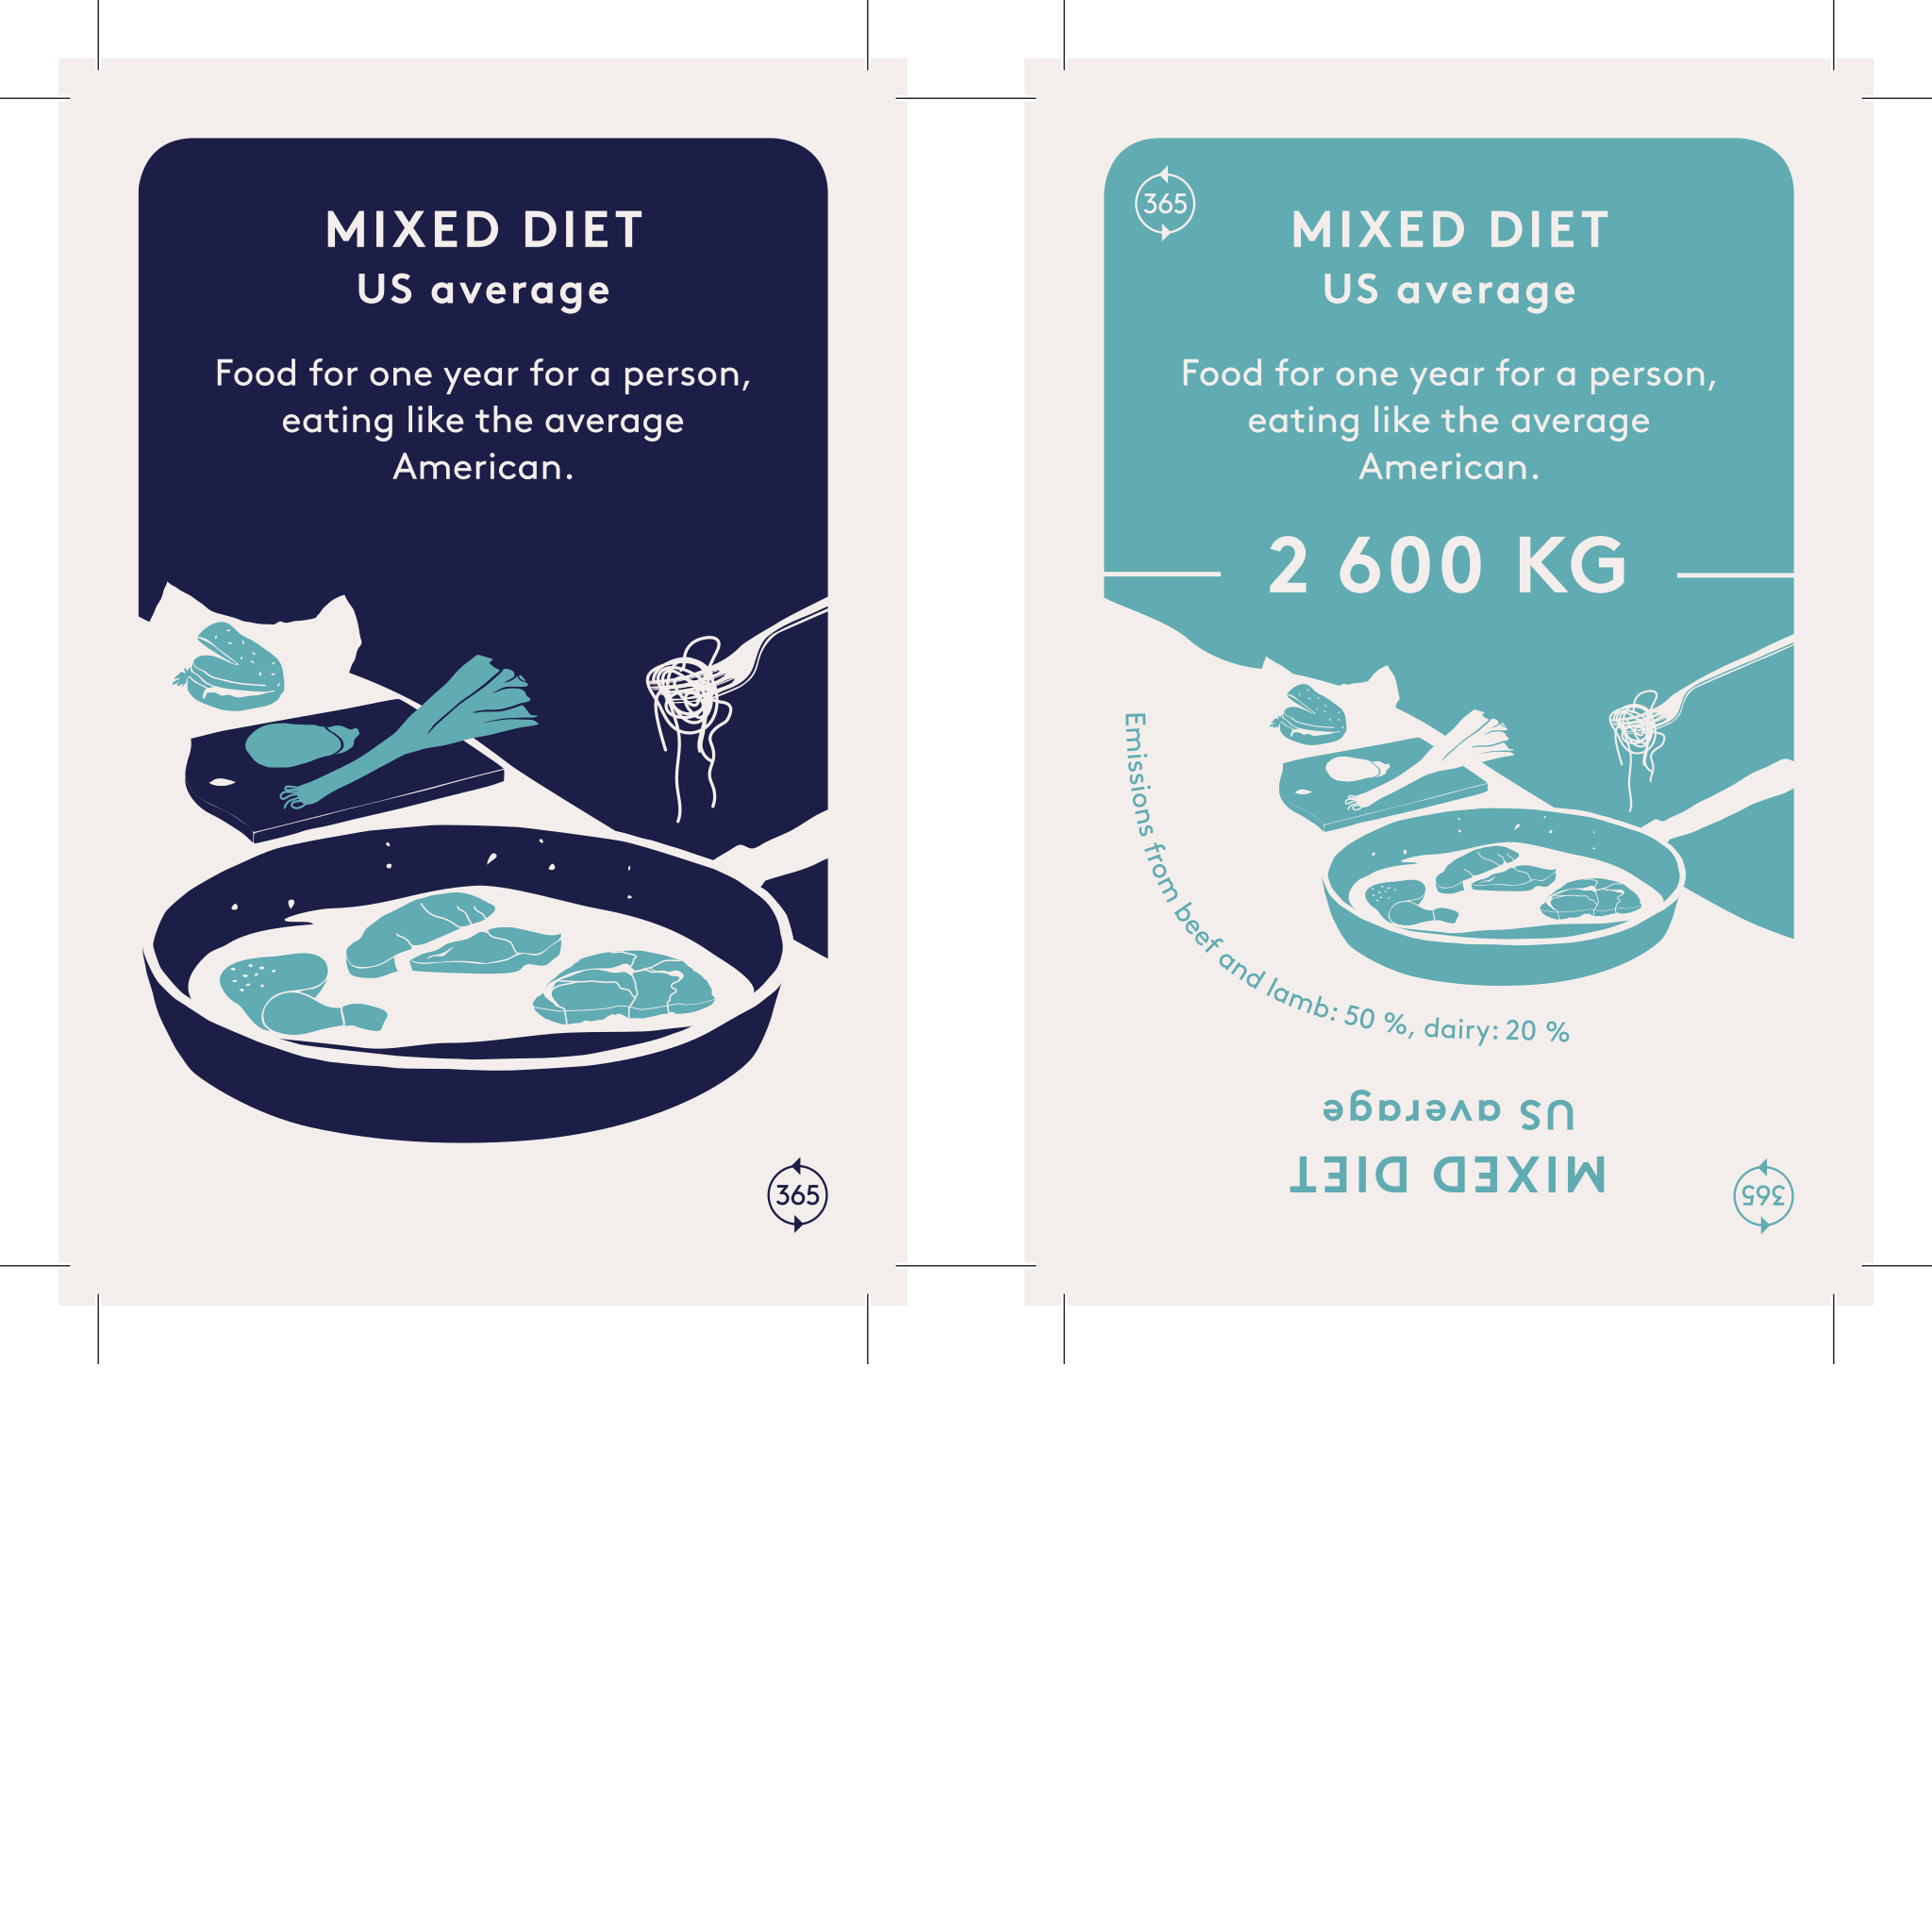 MIXED DIET
US average
Food for one year for a person,
eating like the average
American.
365
365
MIXED DIET
US average
Food for one year for a person,
eating like the average
American.
2 600 KG
Emissions from beef and lamb: 50 %, dairy: 20 %
MIXED DIET
US average
365